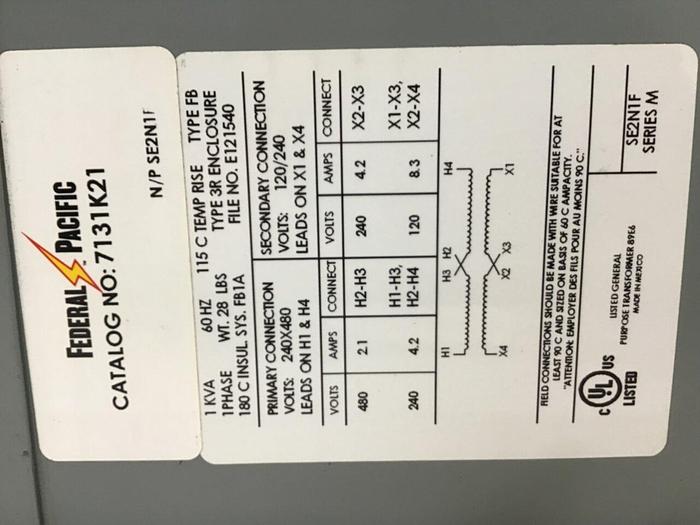 FEDERAL PACIFIC
CATALOG NO: 7131K21
N/P SE2N1F
1 KVA 60 HZ 115 C TEMP RISE TYPE FB
1 PHASE WT. 28 LBS TYPE 3R ENCLOSURE
180 C INSUL. SYS. FB1A FILE NO. E121540
PRIMARY CONNECTION SECONDARY CONNECTION
VOLTS: 240X480 VOLTS: 120/240
LEADS ON H1 & H4 LEADS ON X1 & X4
VOLTS AMPS CONNECT VOLTS AMPS CONNECT
480 2.1 H2-H3 240 4.2 X2-X3
240 4.2 H1-H3, H2-H4 120 8.3 X1-X3, X2-X4
H1 H3 H2 H4
X4 X2 X3 X1
FIELD CONNECTIONS SHOULD BE MADE WITH WIRE SUITABLE FOR AT
LEAST 90 C AND SIZED ON BASIS OF 60 C AMPACITY.
"ATTENTION: EMPLOYER DES FILS POUR AU MOINS 90 C."
C UL US
LISTED
LISTED GENERAL
PURPOSE TRANSFORMER 89E6
MADE IN MEXICO
SE2N1F
SERIES M